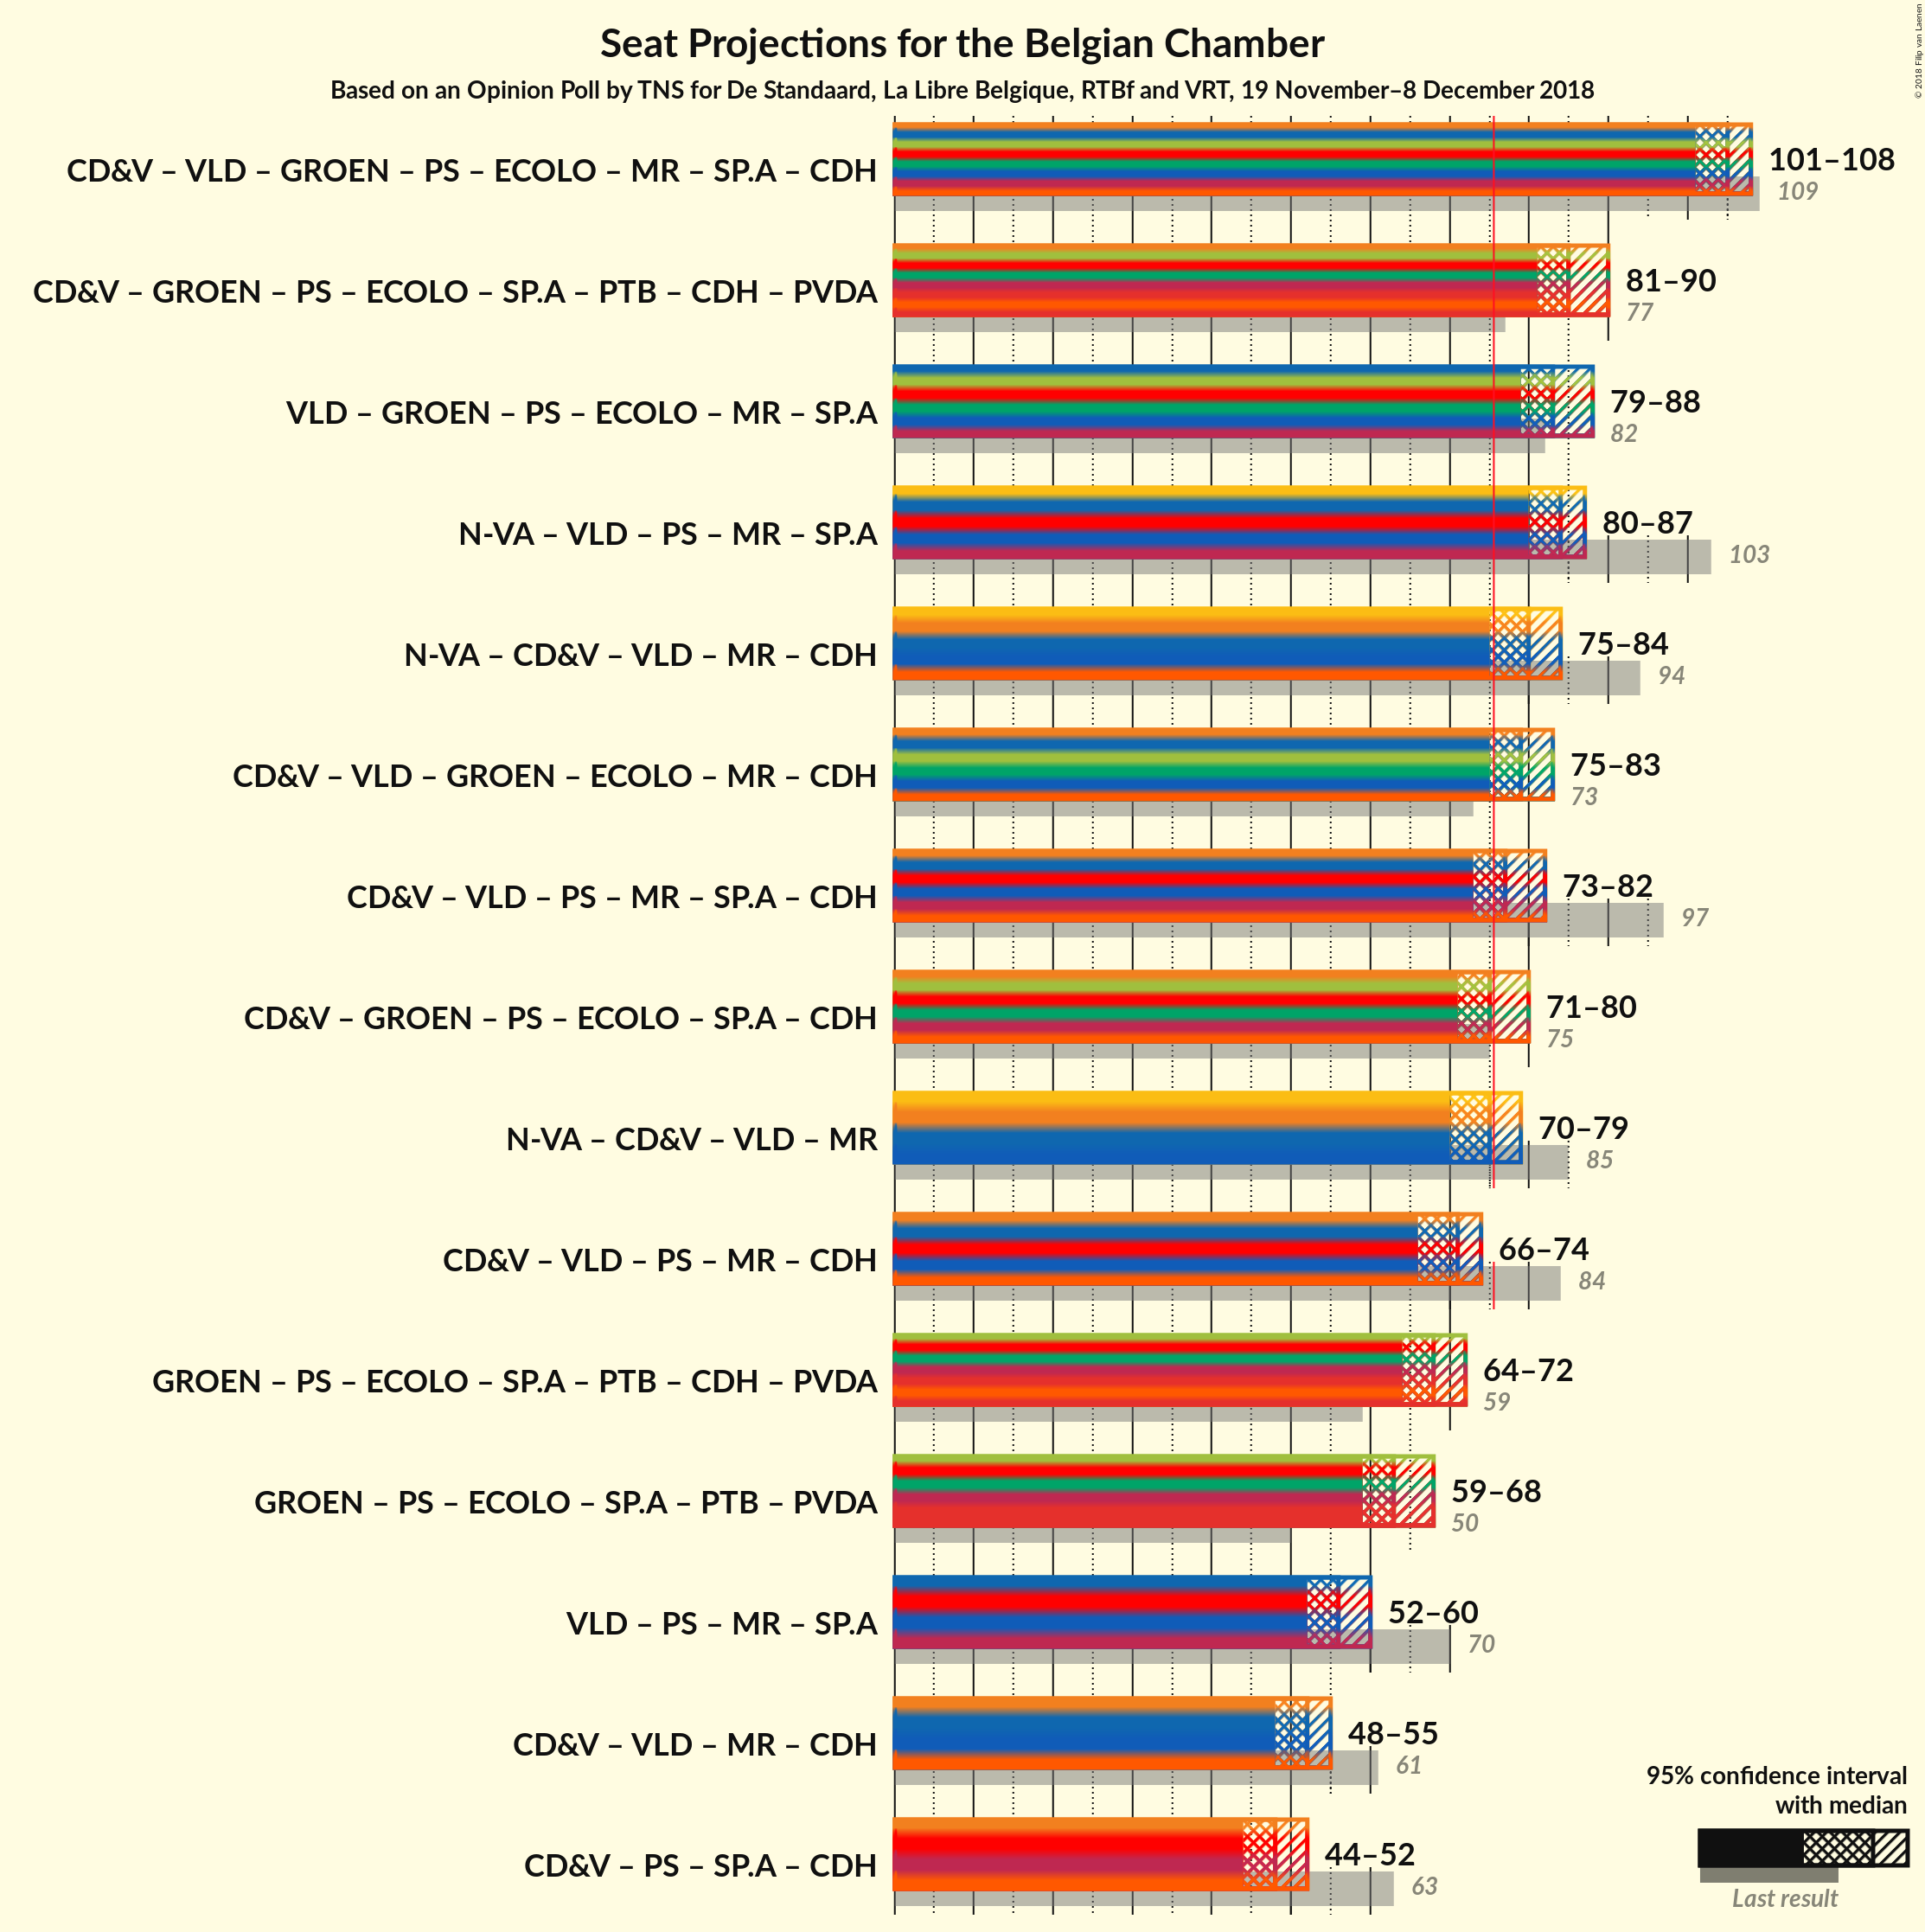 Seat Projections for the Belgian Chamber
Based on an Opinion Poll by TNS for De Standaard, La Libre Belgique, RTBf and VRT, 19 November–8 December 2018
© 2018 Filip van Laenen
CD&V – VLD – GROEN – PS – ECOLO – MR – SP.A – CDH
101–108
109
CD&V – GROEN – PS – ECOLO – SP.A – PTB – CDH – PVDA
81–90
77
VLD – GROEN – PS – ECOLO – MR – SP.A
79–88
82
N-VA – VLD – PS – MR – SP.A
80–87
103
N-VA – CD&V – VLD – MR – CDH
75–84
94
CD&V – VLD – GROEN – ECOLO – MR – CDH
75–83
73
CD&V – VLD – PS – MR – SP.A – CDH
73–82
97
CD&V – GROEN – PS – ECOLO – SP.A – CDH
71–80
75
N-VA – CD&V – VLD – MR
70–79
85
CD&V – VLD – PS – MR – CDH
66–74
84
GROEN – PS – ECOLO – SP.A – PTB – CDH – PVDA
64–72
59
GROEN – PS – ECOLO – SP.A – PTB – PVDA
59–68
50
VLD – PS – MR – SP.A
52–60
70
CD&V – VLD – MR – CDH
48–55
61
CD&V – PS – SP.A – CDH
44–52
63
95% confidence interval
with median
Last result